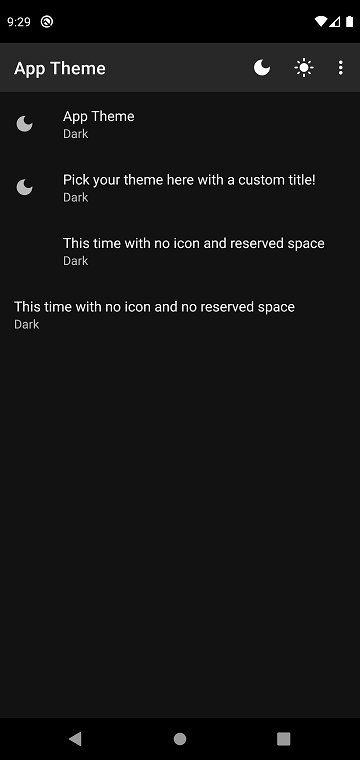 9:29
App Theme
App Theme
Dark
Pick your theme here with a custom title!
Dark
This time with no icon and reserved space
Dark
This time with no icon and no reserved space
Dark